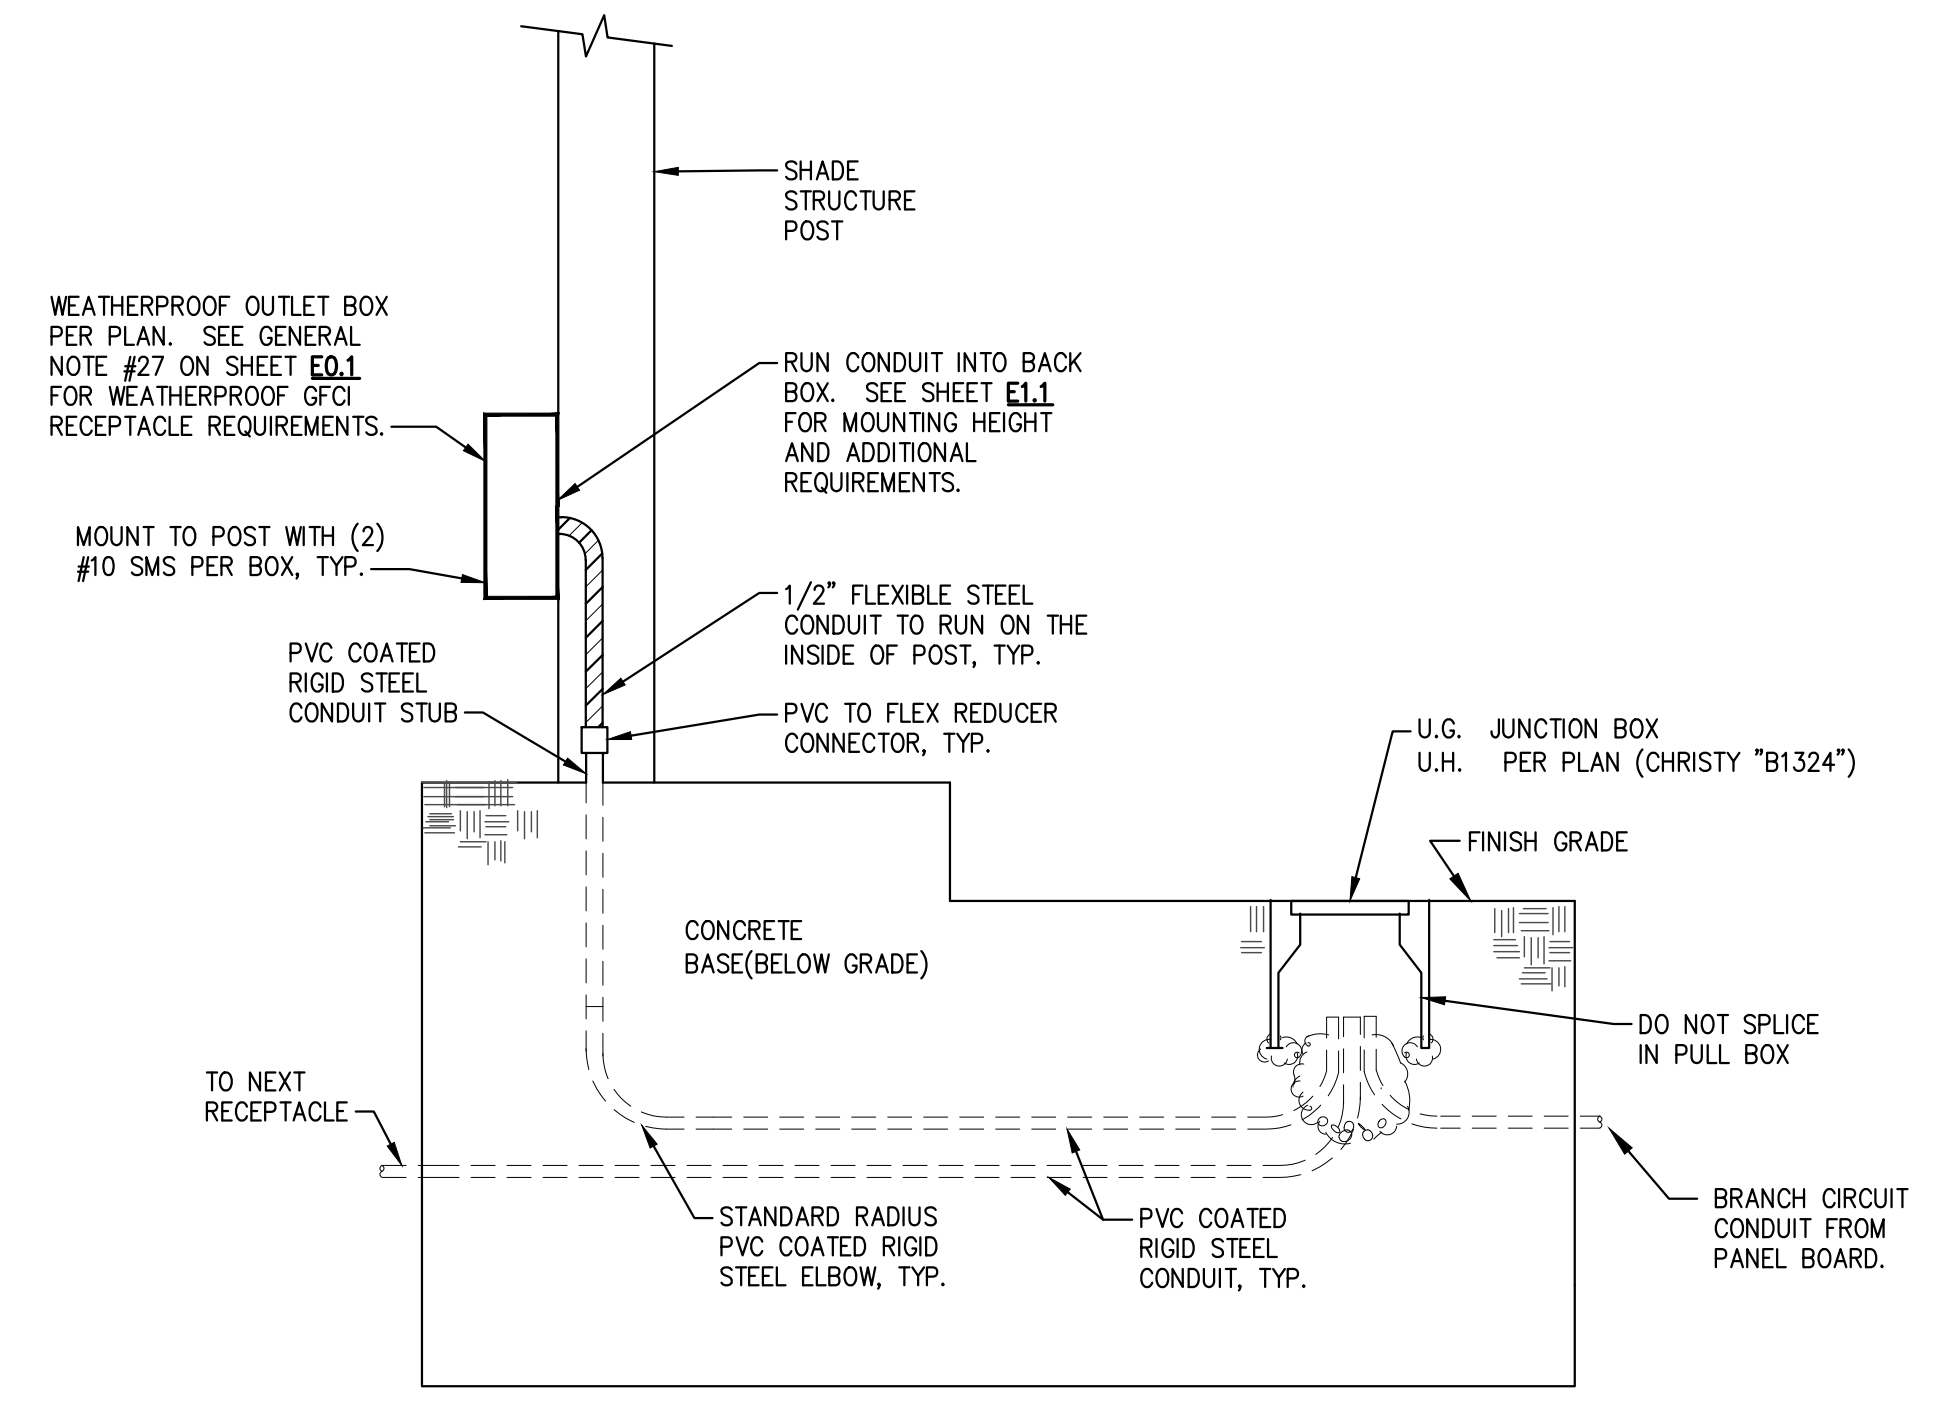 SHADE
STRUCTURE
POST
WEATHERPROOF OUTLET BOX
PER PLAN. SEE GENERAL
NOTE #27 ON SHEET E0.1
FOR WEATHERPROOF GFCI
RECEPTACLE REQUIREMENTS.
RUN CONDUIT INTO BACK
BOX. SEE SHEET E1.1
FOR MOUNTING HEIGHT
AND ADDITIONAL
REQUIREMENTS.
MOUNT TO POST WITH (2)
#10 SMS PER BOX, TYP.
1/2" FLEXIBLE STEEL
CONDUIT TO RUN ON THE
INSIDE OF POST, TYP.
PVC COATED
RIGID STEEL
CONDUIT STUB
PVC TO FLEX REDUCER
CONNECTOR, TYP.
U.G. JUNCTION BOX
U.H. PER PLAN (CHRISTY "B1324")
FINISH GRADE
CONCRETE
BASE(BELOW GRADE)
DO NOT SPLICE
IN PULL BOX
TO NEXT
RECEPTACLE
STANDARD RADIUS
PVC COATED RIGID
STEEL ELBOW, TYP.
PVC COATED
RIGID STEEL
CONDUIT, TYP.
BRANCH CIRCUIT
CONDUIT FROM
PANEL BOARD.